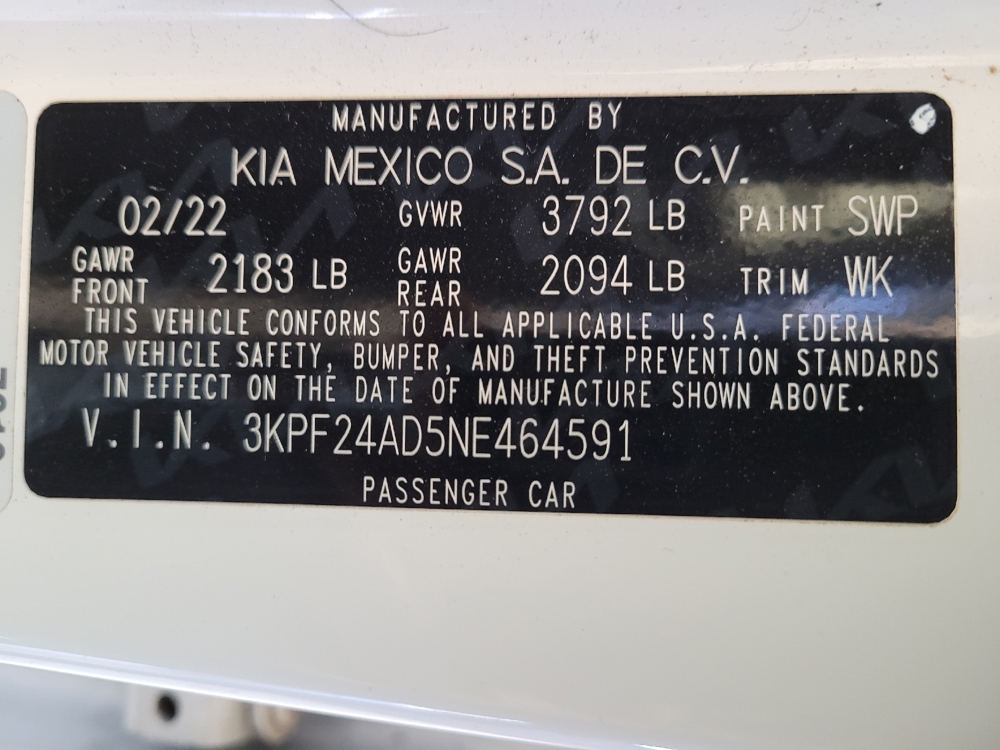 MANUFACTURED BY
KIA MEXICO S.A. DE C.V.
02/22 GVWR 3792 LB PAINT SWP
GAWR FRONT 2183 LB GAWR REAR 2094 LB TRIM WK
THIS VEHICLE CONFORMS TO ALL APPLICABLE U.S.A. FEDERAL
MOTOR VEHICLE SAFETY, BUMPER, AND THEFT PREVENTION STANDARDS
IN EFFECT ON THE DATE OF MANUFACTURE SHOWN ABOVE.
V.I.N. 3KPF24AD5NE464591
PASSENGER CAR